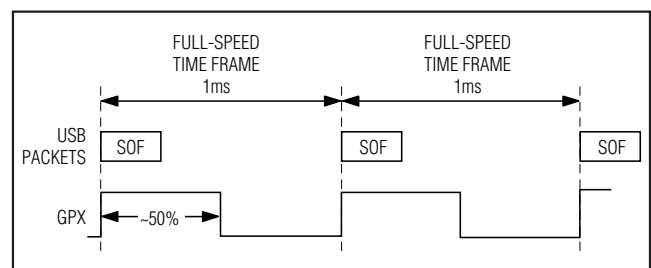 FULL-SPEED
TIME FRAME
1ms
FULL-SPEED
TIME FRAME
1ms
USB
PACKETS
SOF
SOF
SOF
GPX
~50%